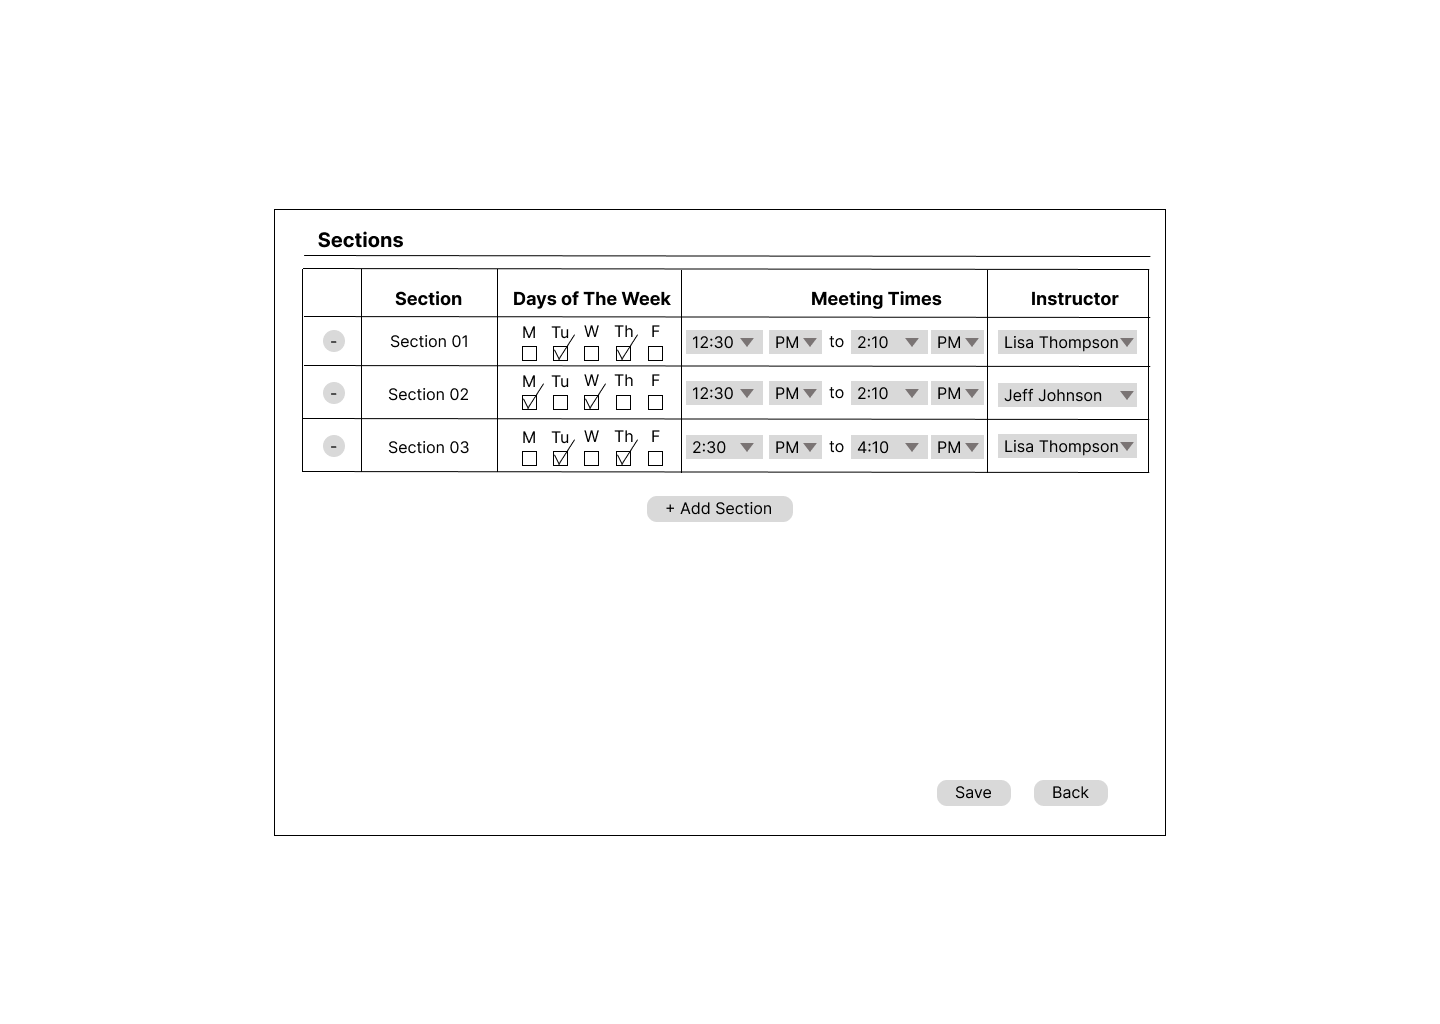 Sections
Section Days of The Week Meeting Times Instructor
M Tu W Th F
- Section 01 12:30 PM to 2:10 PM Lisa Thompson
M Tu W Th F
- Section 02 12:30 PM to 2:10 PM Jeff Johnson
M Tu W Th F
- Section 03 2:30 PM to 4:10 PM Lisa Thompson
+ Add Section
Save Back